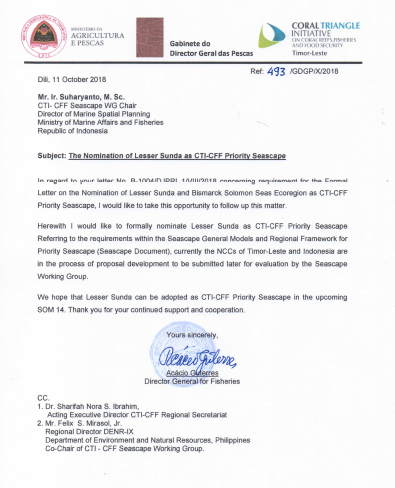 MINISTÉRIO DA
AGRICULTURA
E PESCAS
Gabinete do
Director Geral das Pescas
CORAL TRIANGLE
INITIATIVE
ON CORAL REEFS, FISHERIES
AND FOOD SECURITY
Timor-Leste
Ref: 493 /GDGP/X/2018
Dili, 11 October 2018
Mr. Ir. Suharyanto, M. Sc.
CTI- CFF Seascape WG Chair
Director of Marine Spatial Planning
Ministry of Marine Affairs and Fisheries
Republic of Indonesia
Subject: The Nomination of Lesser Sunda as CTI-CFF Priority Seascape
In regard to your letter No. concerning requirement for the Formal
Letter on the Nomination of Lesser Sunda and Bismarck Solomon Seas Ecoregion as CTI-CFF
Priority Seascape, I would like to take this opportunity to follow up this matter.
Herewith I would like to formally nominate Lesser Sunda as CTI-CFF Priority Seascape
Referring to the requirements within the Seascape General Models and Regional Framework for
Priority Seascape (Seascape Document), currently the NCCs of Timor-Leste and Indonesia are
in the process of proposal development to be submitted later for evaluation by the Seascape
Working Group.
We hope that Lesser Sunda can be adopted as CTI-CFF Priority Seascape in the upcoming
SOM 14. Thank you for your continued support and cooperation.
Yours sincerely,
Acácio Guterres
Acácio Guterres
Director General for Fisheries
CC.
1. Dr. Sharifah Nora S. Ibrahim,
Acting Executive Director CTI-CFF Regional Secretariat
2. Mr. Felix S. Mirasol, Jr.
Regional Director DENR-IX
Department of Environment and Natural Resources, Philippines
Co-Chair of CTI - CFF Seascape Working Group.